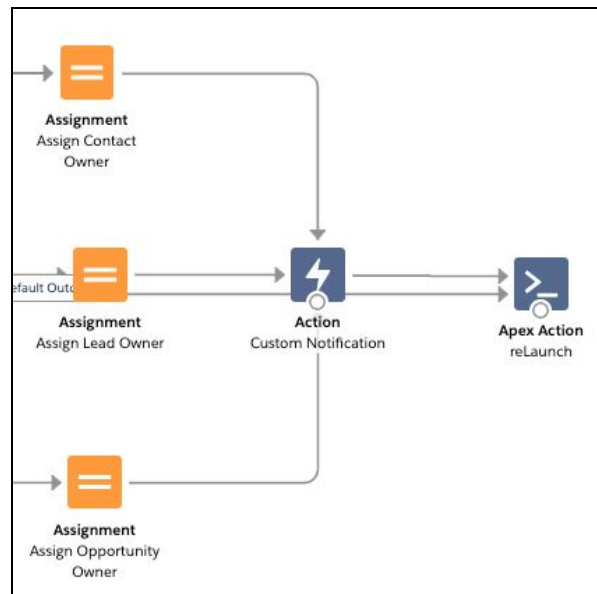 Assignment
Assign Contact
Owner
Default Outc
Assignment
Assign Lead Owner
Action
Custom Notification
Apex Action
reLaunch
Assignment
Assign Opportunity
Owner